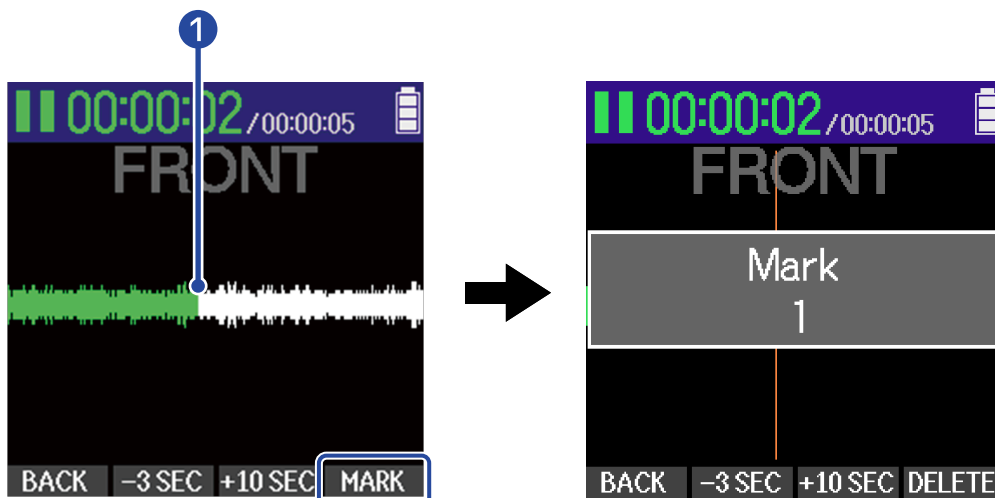 1
00:00:02/00:00:05
FRONT
BACK -3 SEC +10 SEC MARK
00:00:02/00:00:05
FRONT
Mark
1
BACK -3 SEC +10 SEC DELETE